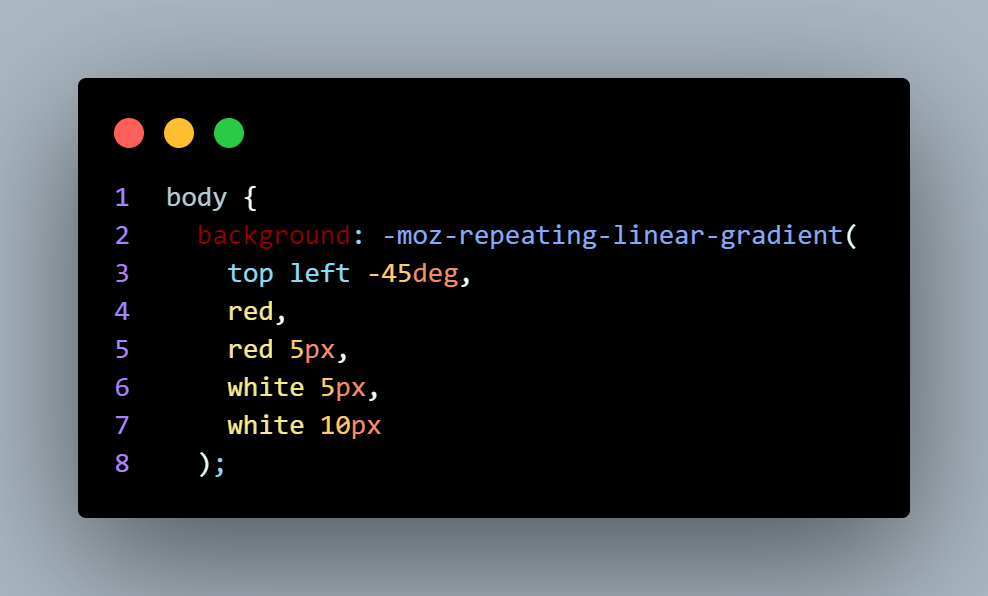 1 body {
2 background: -moz-repeating-linear-gradient(
3 top left -45deg,
4 red,
5 red 5px,
6 white 5px,
7 white 10px
8 );